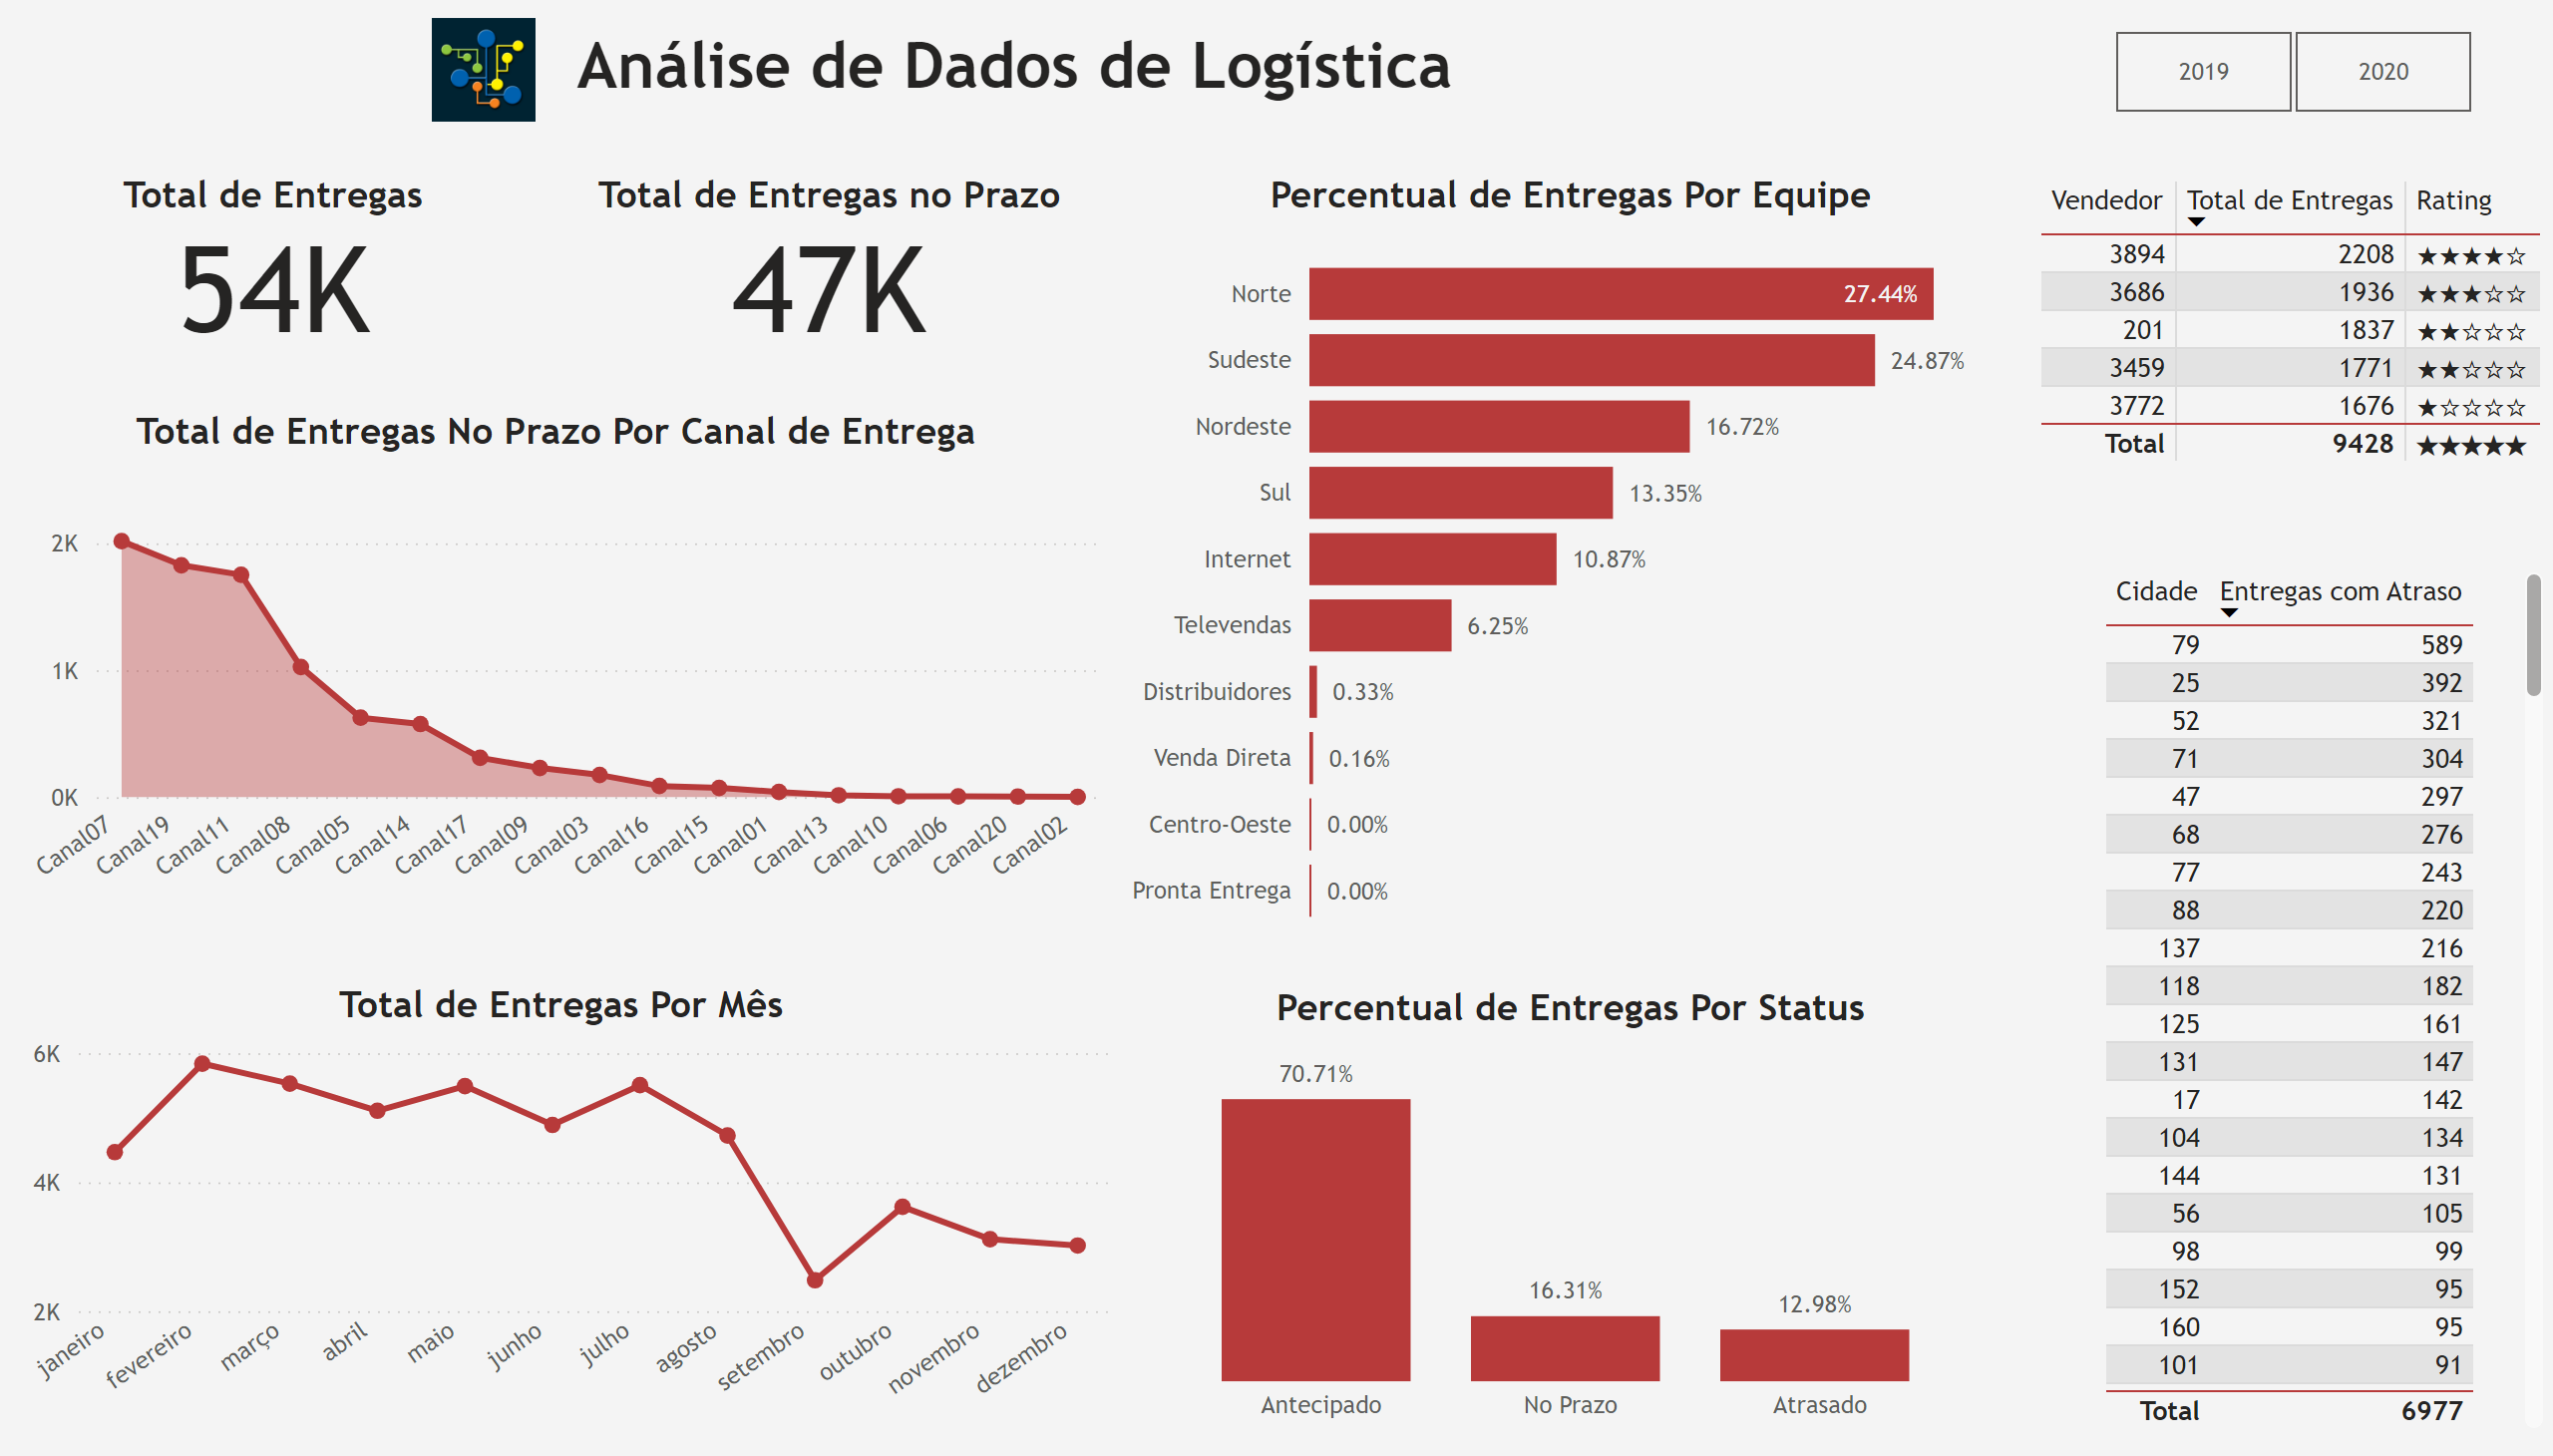 Análise de Dados de Logística
2019
2020
Total de Entregas
54K
Total de Entregas no Prazo
47K
Total de Entregas No Prazo Por Canal de Entrega
2K
1K
0K
Canal07
Canal19
Canal11
Canal08
Canal05
Canal14
Canal17
Canal09
Canal03
Canal16
Canal15
Canal01
Canal13
Canal10
Canal06
Canal20
Canal02
Total de Entregas Por Mês
6K
4K
2K
janeiro
fevereiro
março
abril
maio
junho
julho
agosto
setembro
outubro
novembro
dezembro
Percentual de Entregas Por Equipe
Norte 27.44%
Sudeste 24.87%
Nordeste 16.72%
Sul 13.35%
Internet 10.87%
Televendas 6.25%
Distribuidores 0.33%
Venda Direta 0.16%
Centro-Oeste 0.00%
Pronta Entrega 0.00%
Percentual de Entregas Por Status
70.71%
16.31%
12.98%
Antecipado
No Prazo
Atrasado
Vendedor Total de Entregas Rating
3894 2208 ★★★★☆
3686 1936 ★★★☆☆
201 1837 ★★☆☆☆
3459 1771 ★★☆☆☆
3772 1676 ★☆☆☆☆
Total 9428 ★★★★★
Cidade Entregas com Atraso
79 589
25 392
52 321
71 304
47 297
68 276
77 243
88 220
137 216
118 182
125 161
131 147
17 142
104 134
144 131
56 105
98 99
152 95
160 95
101 91
Total 6977